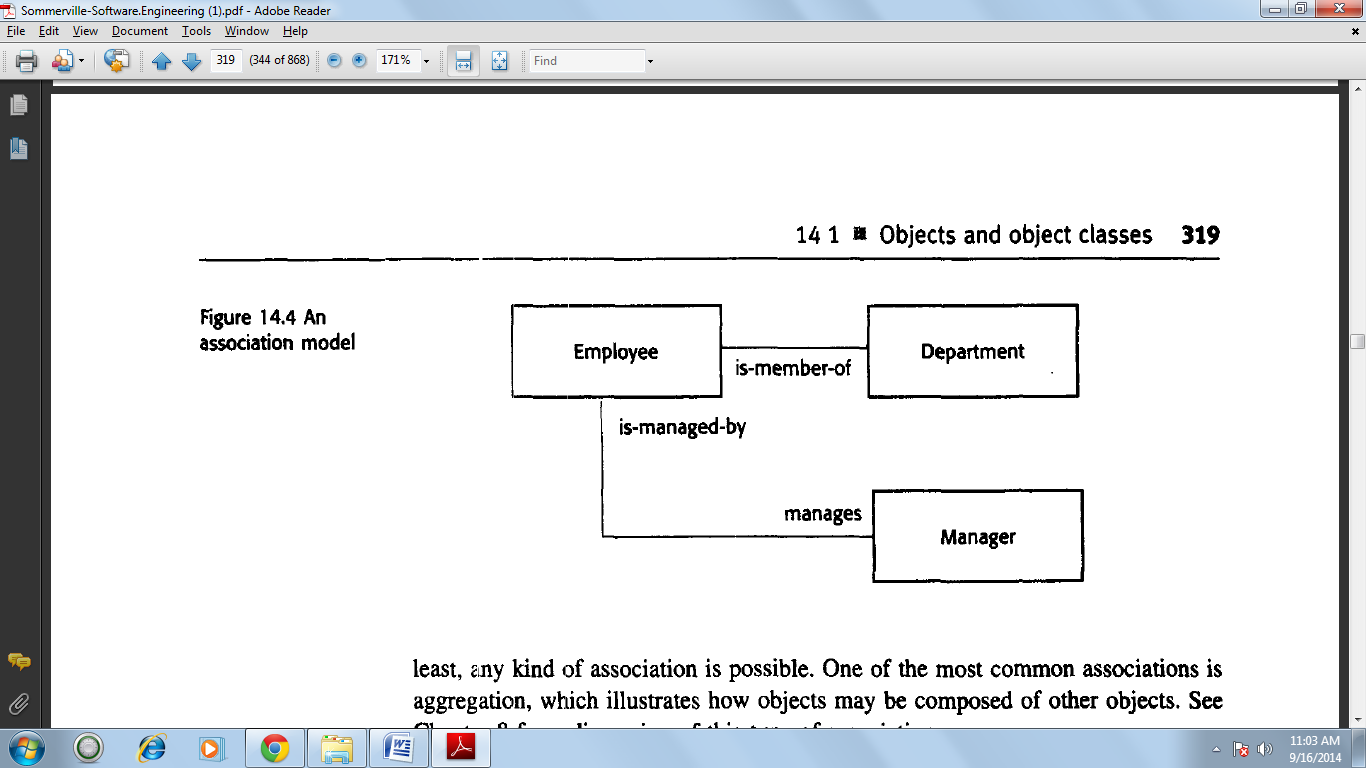 Sommerville-Software.Engineering (1).pdf - Adobe Reader
File Edit View Document Tools Window Help
319 (344 of 868) 171% Find
14 1 Objects and object classes 319
Figure 14.4 An
association model
Employee
Department
is-member-of
is-managed-by
manages
Manager
least, any kind of association is possible. One of the most common associations is
aggregation, which illustrates how objects may be composed of other objects. See
11:03 AM
9/16/2014